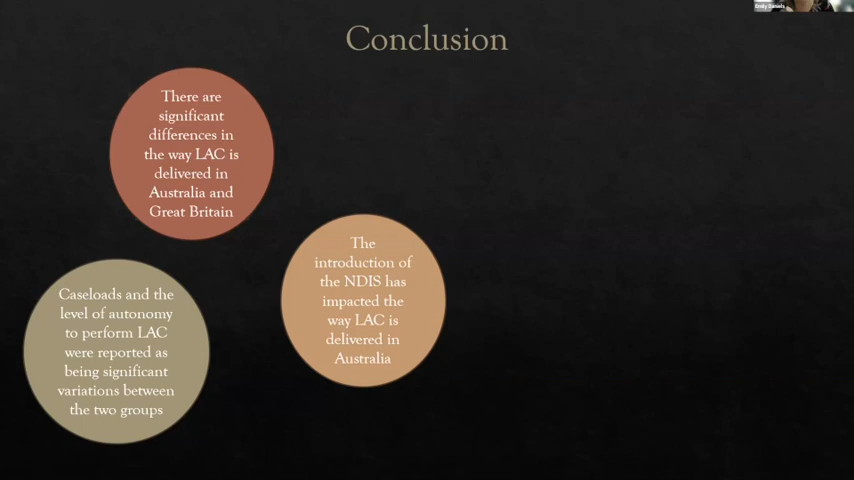 Emily Daniels
Conclusion
There are
significant
differences in
the way LAC is
delivered in
Australia and
Great Britain
The
introduction of
the NDIS has
impacted the
way LAC is
delivered in
Australia
Caseloads and the
level of autonomy
to perform LAC
were reported as
being significant
variations between
the two groups